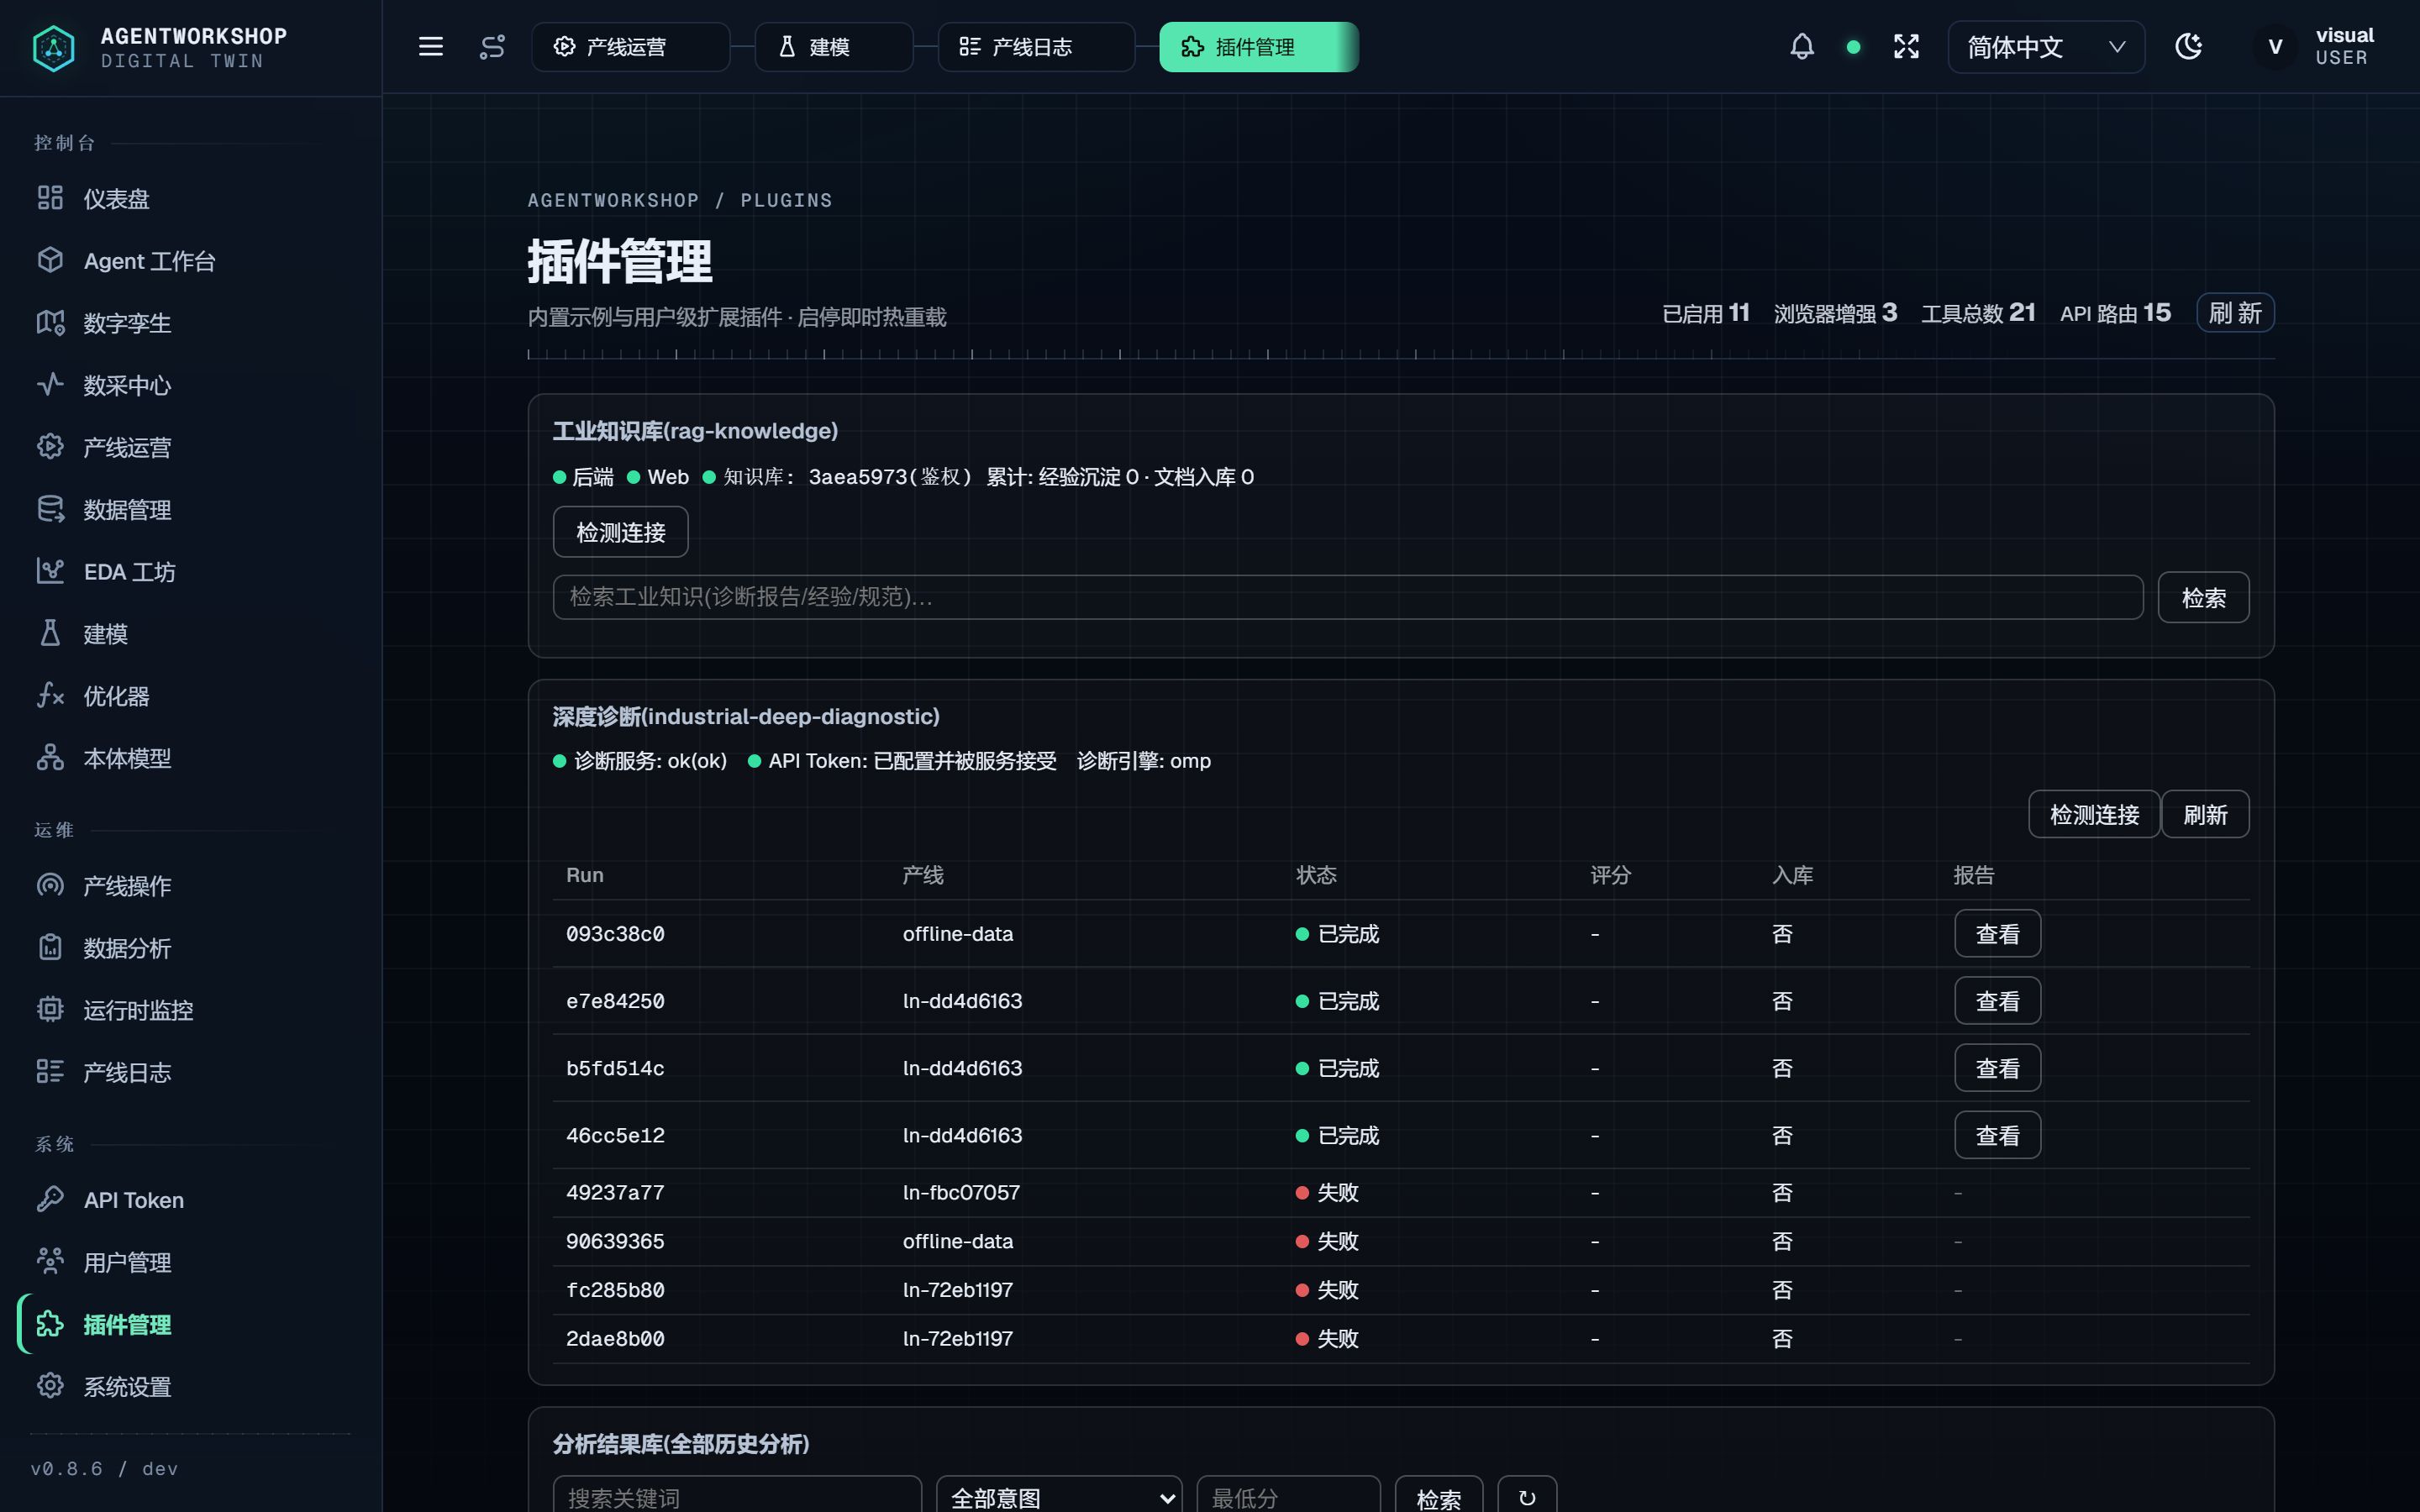 AGENTWORKSHOP
DIGITAL TWIN
控制台
仪表盘
Agent 工作台
数字孪生
数采中心
产线运营
数据管理
EDA 工坊
建模
优化器
本体模型
运维
产线操作
数据分析
运行时监控
产线日志
系统
API Token
用户管理
插件管理
系统设置
v0.8.6 / dev
产线运营
建模
产线日志
插件管理
简体中文
V
visual
USER
AGENTWORKSHOP / PLUGINS
插件管理
内置示例与用户级扩展插件 · 启停即时热重载
已启用 11 浏览器增强 3 工具总数 21 API 路由 15 刷 新
工业知识库(rag-knowledge)
后端 Web 知识库: 3aea5973(鉴权) 累计: 经验沉淀 0 · 文档入库 0
检测连接
检索工业知识(诊断报告/经验/规范)… 检索
深度诊断(industrial-deep-diagnostic)
诊断服务: ok(ok) API Token: 已配置并被服务接受 诊断引擎: omp
检测连接 刷新
Run 产线 状态 评分 入库 报告
093c38c0 offline-data 已完成 - 否 查看
e7e84250 ln-dd4d6163 已完成 - 否 查看
b5fd514c ln-dd4d6163 已完成 - 否 查看
46cc5e12 ln-dd4d6163 已完成 - 否 查看
49237a77 ln-fbc07057 失败 - 否 -
90639365 offline-data 失败 - 否 -
fc285b80 ln-72eb1197 失败 - 否 -
2dae8b00 ln-72eb1197 失败 - 否 -
分析结果库(全部历史分析)
搜索关键词 全部意图 最低分 检索 ↻